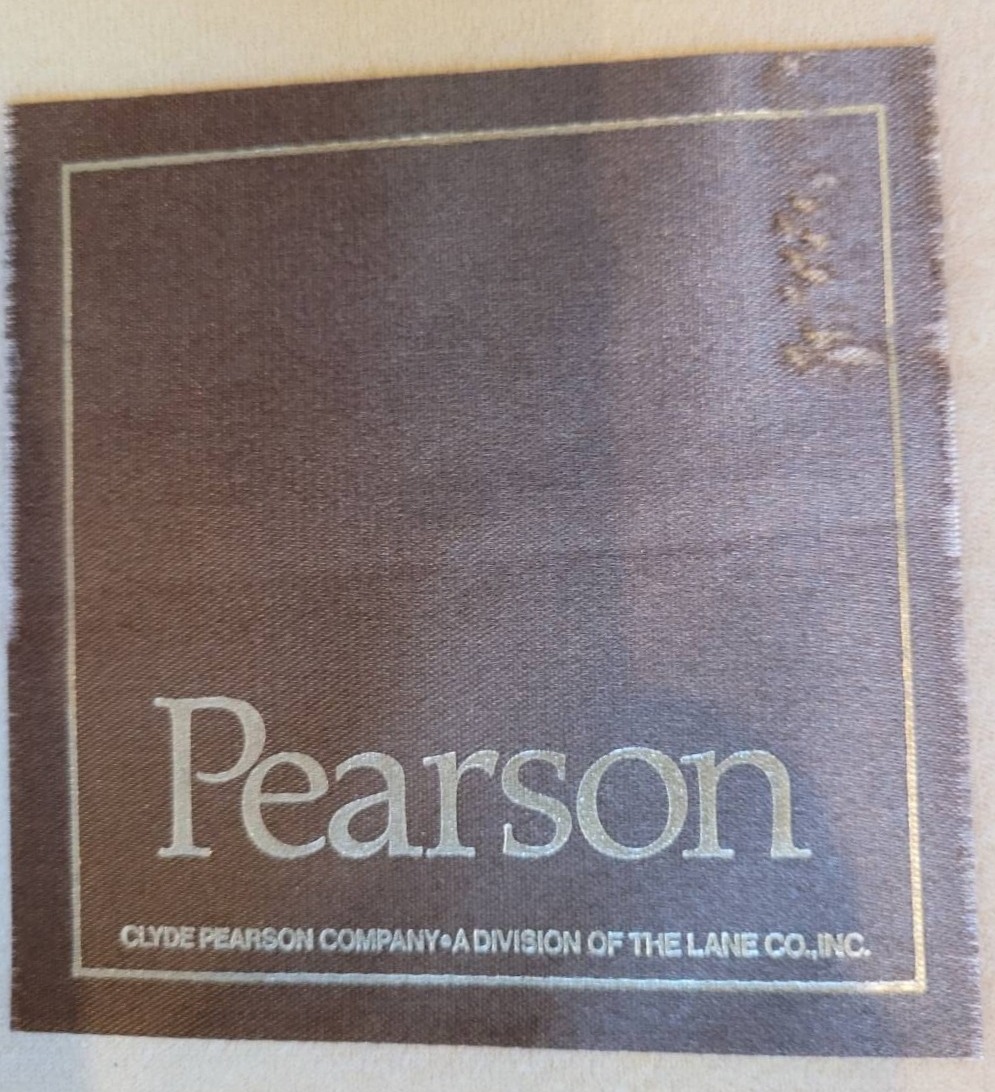 Pearson
CLYDE PEARSON COMPANY•A DIVISION OF THE LANE CO.,INC.